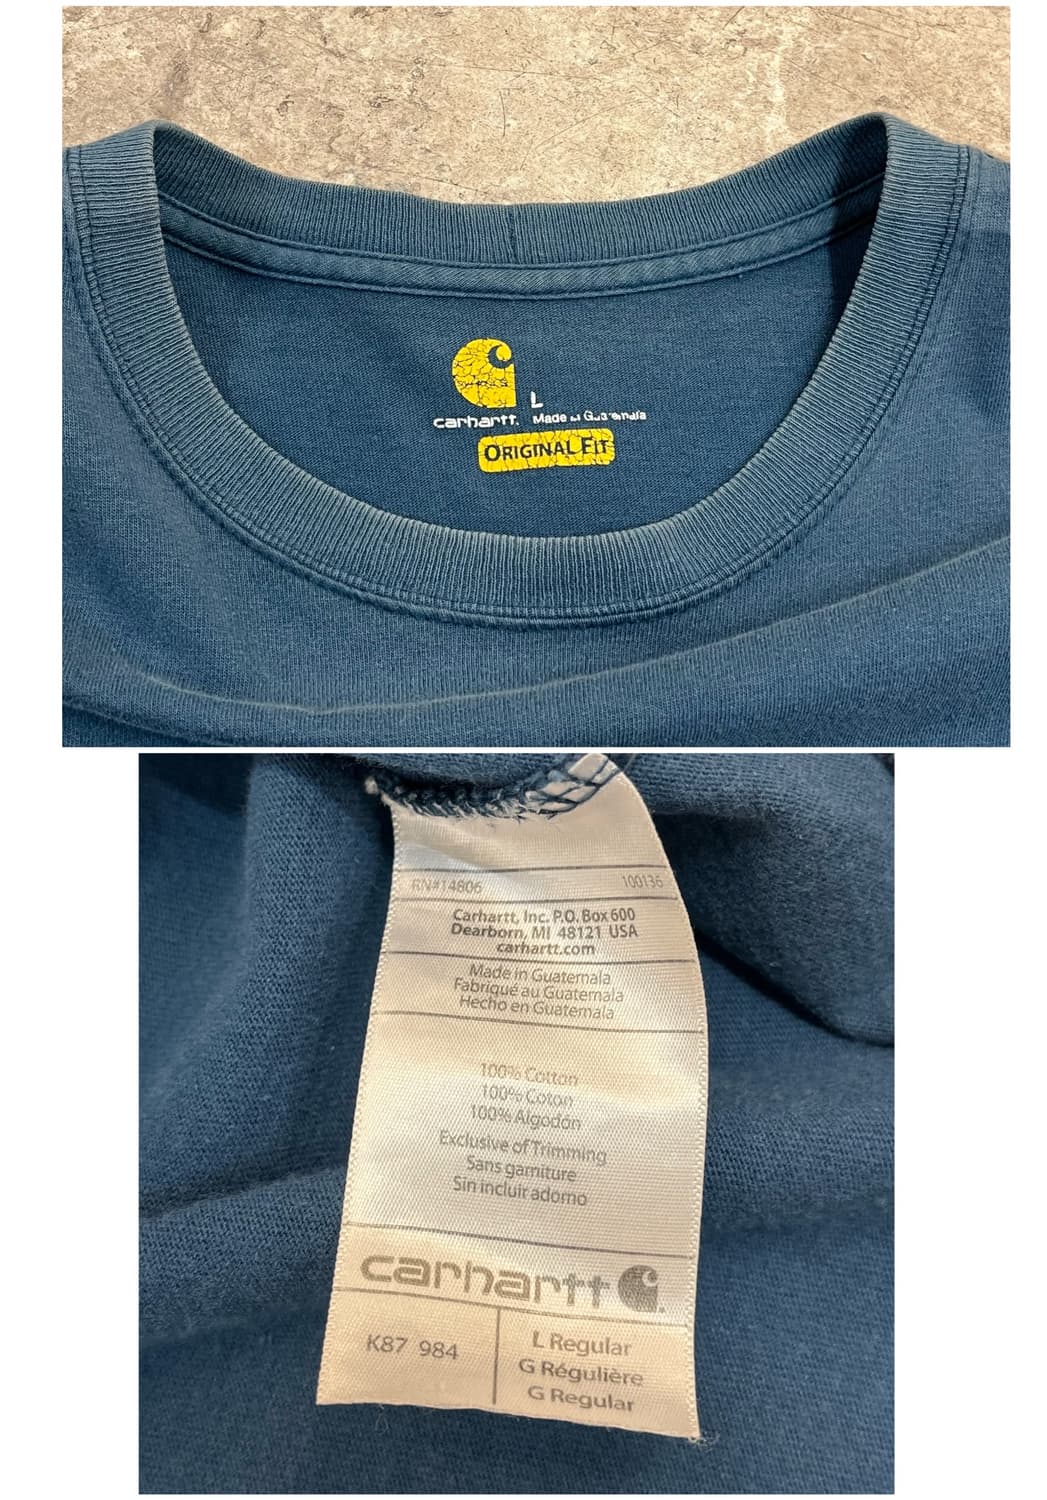 L
carhartt. Made in Guatemala
ORIGINAL FIT
RN#14806 100136
Carhartt, Inc. P.O. Box 600
Dearborn, MI 48121 USA
carhartt.com
Made in Guatemala
Fabriqué au Guatemala
Hecho en Guatemala
100% Cotton
100% Coton
100% Algodón
Exclusive of Trimming
Sans garniture
Sin incluir adorno
carhartt
K87 984
L Regular
G Régulière
G Regular